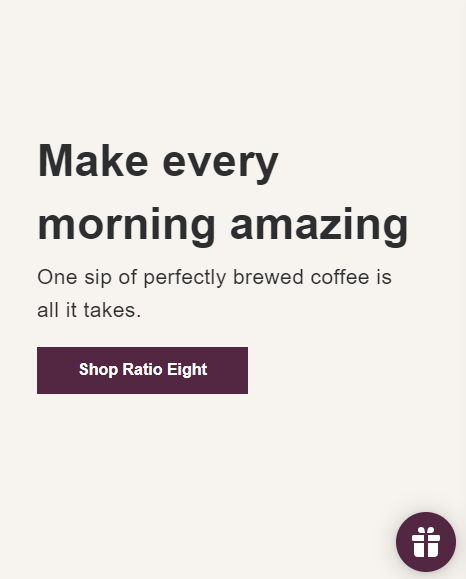 Make every
morning amazing
One sip of perfectly brewed coffee is
all it takes.
Shop Ratio Eight